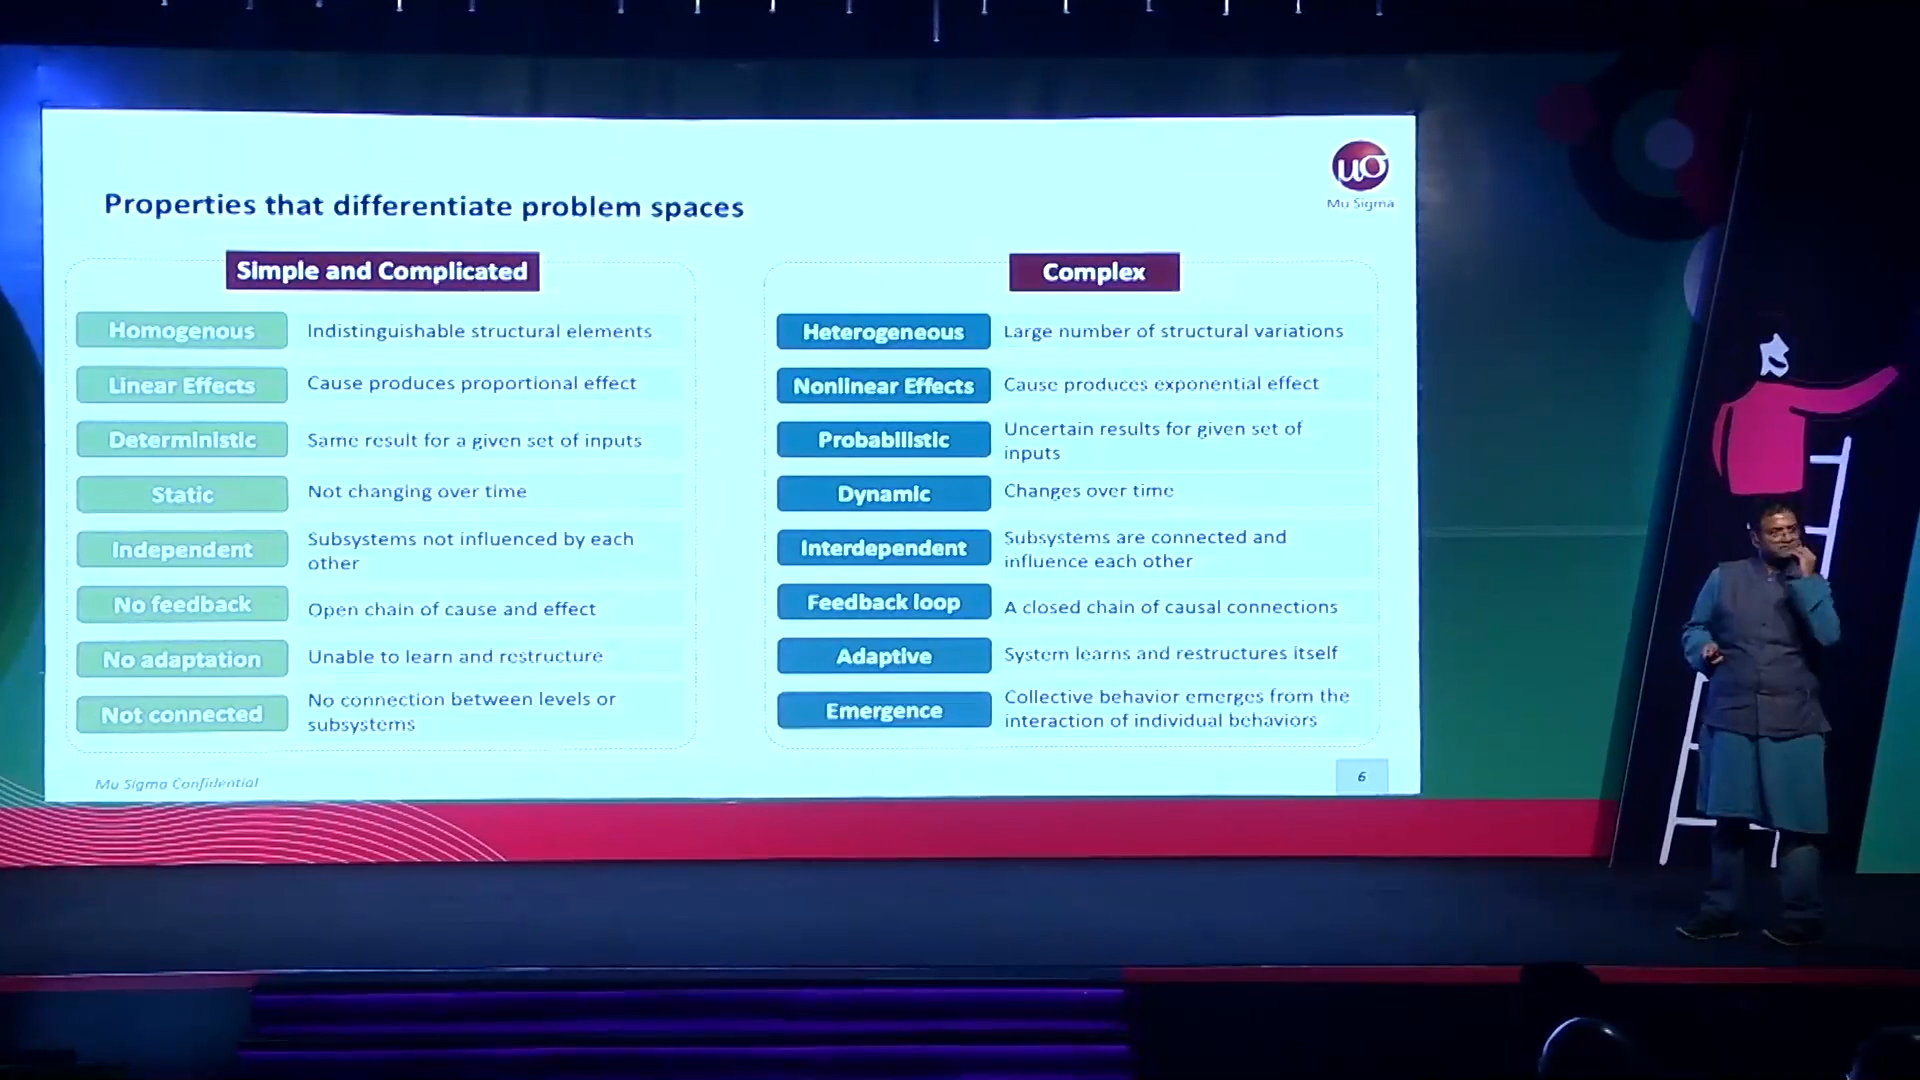 Properties that differentiate problem spaces
uσ
Mu Sigma
Simple and Complicated
Homogenous
Indistinguishable structural elements
Linear Effects
Cause produces proportional effect
Deterministic
Same result for a given set of inputs
Static
Not changing over time
Independent
Subsystems not influenced by each
other
No feedback
Open chain of cause and effect
No adaptation
Unable to learn and restructure
Not connected
No connection between levels or
subsystems
Complex
Heterogeneous
Large number of structural variations
Nonlinear Effects
Cause produces exponential effect
Probabilistic
Uncertain results for given set of
inputs
Dynamic
Changes over time
Interdependent
Subsystems are connected and
influence each other
Feedback loop
A closed chain of causal connections
Adaptive
System learns and restructures itself
Emergence
Collective behavior emerges from the
interaction of individual behaviors
Mu Sigma Confidential
6